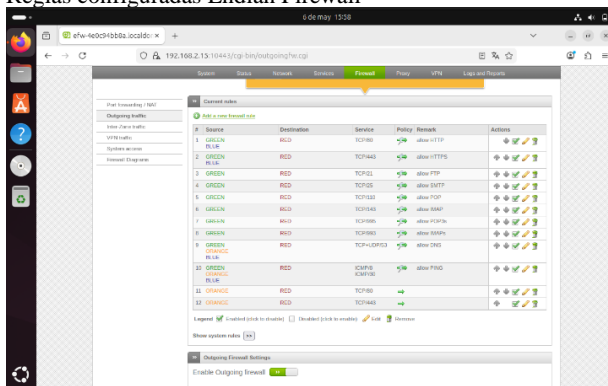 Reglas configuradas Endian Firewall
6 de may 15:58
efw-4e0c94bb0a.localdo
192.168.2.15:10443/cgi-bin/outgoingfw.cgi
System Status Network Services Firewall Proxy VPN Logs and Reports
Port forwarding / NAT
Outgoing traffic
Inter-Zone traffic
VPN traffic
System access
Firewall Diagrams
Current rules
Add a new firewall rule
# Source Destination Service Policy Remark Actions
1 GREEN BLUE RED TCP/80 allow HTTP
2 GREEN BLUE RED TCP/443 allow HTTPS
3 GREEN RED TCP/21 allow FTP
4 GREEN RED TCP/25 allow SMTP
5 GREEN RED TCP/110 allow POP
6 GREEN RED TCP/143 allow IMAP
7 GREEN RED TCP/995 allow POP3s
8 GREEN RED TCP/993 allow IMAPs
9 GREEN ORANGE BLUE RED TCP+UDP/53 allow DNS
10 GREEN ORANGE BLUE RED ICMP/8 ICMP/30 allow PING
11 ORANGE RED TCP/80
12 ORANGE RED TCP/443
Legend Enabled (click to disable) Disabled (click to enable) Edit Remove
Show system rules >>
Outgoing Firewall Settings
Enable Outgoing firewall